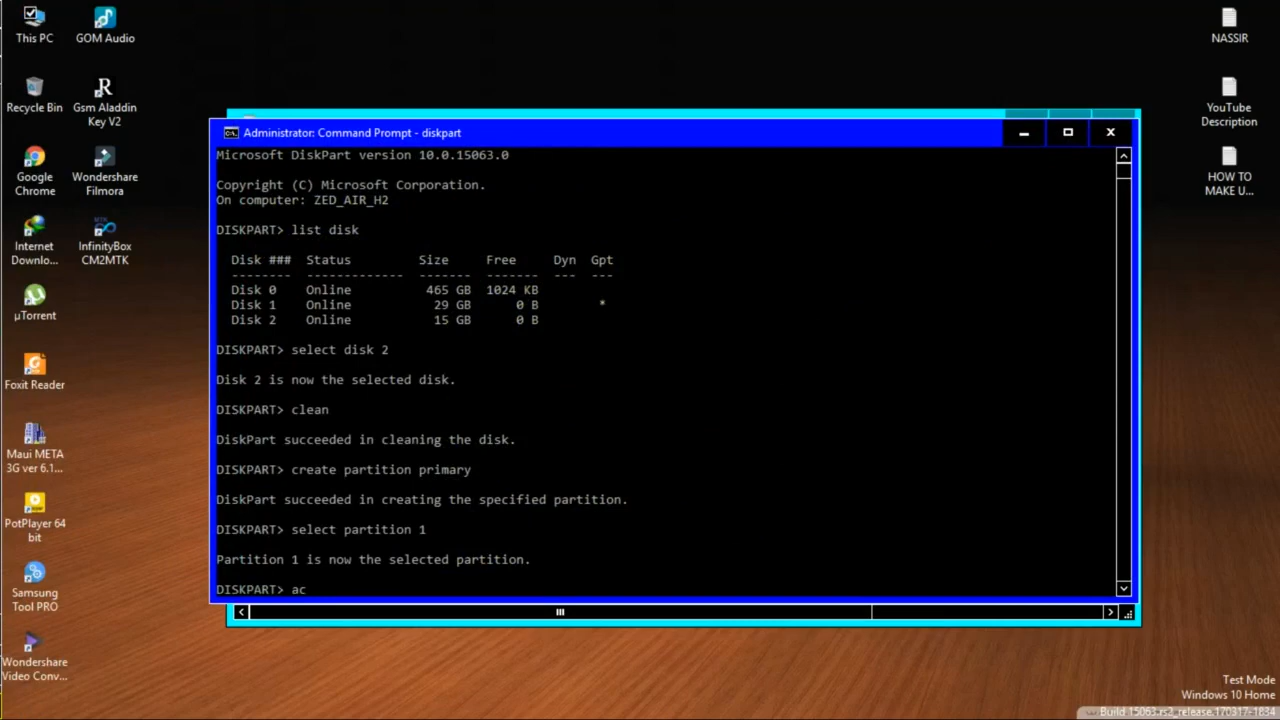 This PC
GOM Audio
Recycle Bin
Gsm Aladdin
Key V2
Google
Chrome
Wondershare
Filmora
Internet
Downlo...
InfinityBox
CM2MTK
µTorrent
Foxit Reader
Maui META
3G ver 6.1...
PotPlayer 64
bit
Samsung
Tool PRO
Wondershare
Video Conv...
Administrator: Command Prompt - diskpart
Microsoft DiskPart version 10.0.15063.0
Copyright (C) Microsoft Corporation.
On computer: ZED_AIR_H2
DISKPART> list disk
Disk ### Status Size Free Dyn Gpt
-------- ------------- ------- ------- --- ---
Disk 0 Online 465 GB 1024 KB
Disk 1 Online 29 GB 0 B *
Disk 2 Online 15 GB 0 B
DISKPART> select disk 2
Disk 2 is now the selected disk.
DISKPART> clean
DiskPart succeeded in cleaning the disk.
DISKPART> create partition primary
DiskPart succeeded in creating the specified partition.
DISKPART> select partition 1
Partition 1 is now the selected partition.
DISKPART> ac
NASSIR
YouTube
Description
HOW TO
MAKE U...
Test Mode
Windows 10 Home
Build 15063.rs2_release.170317-1834